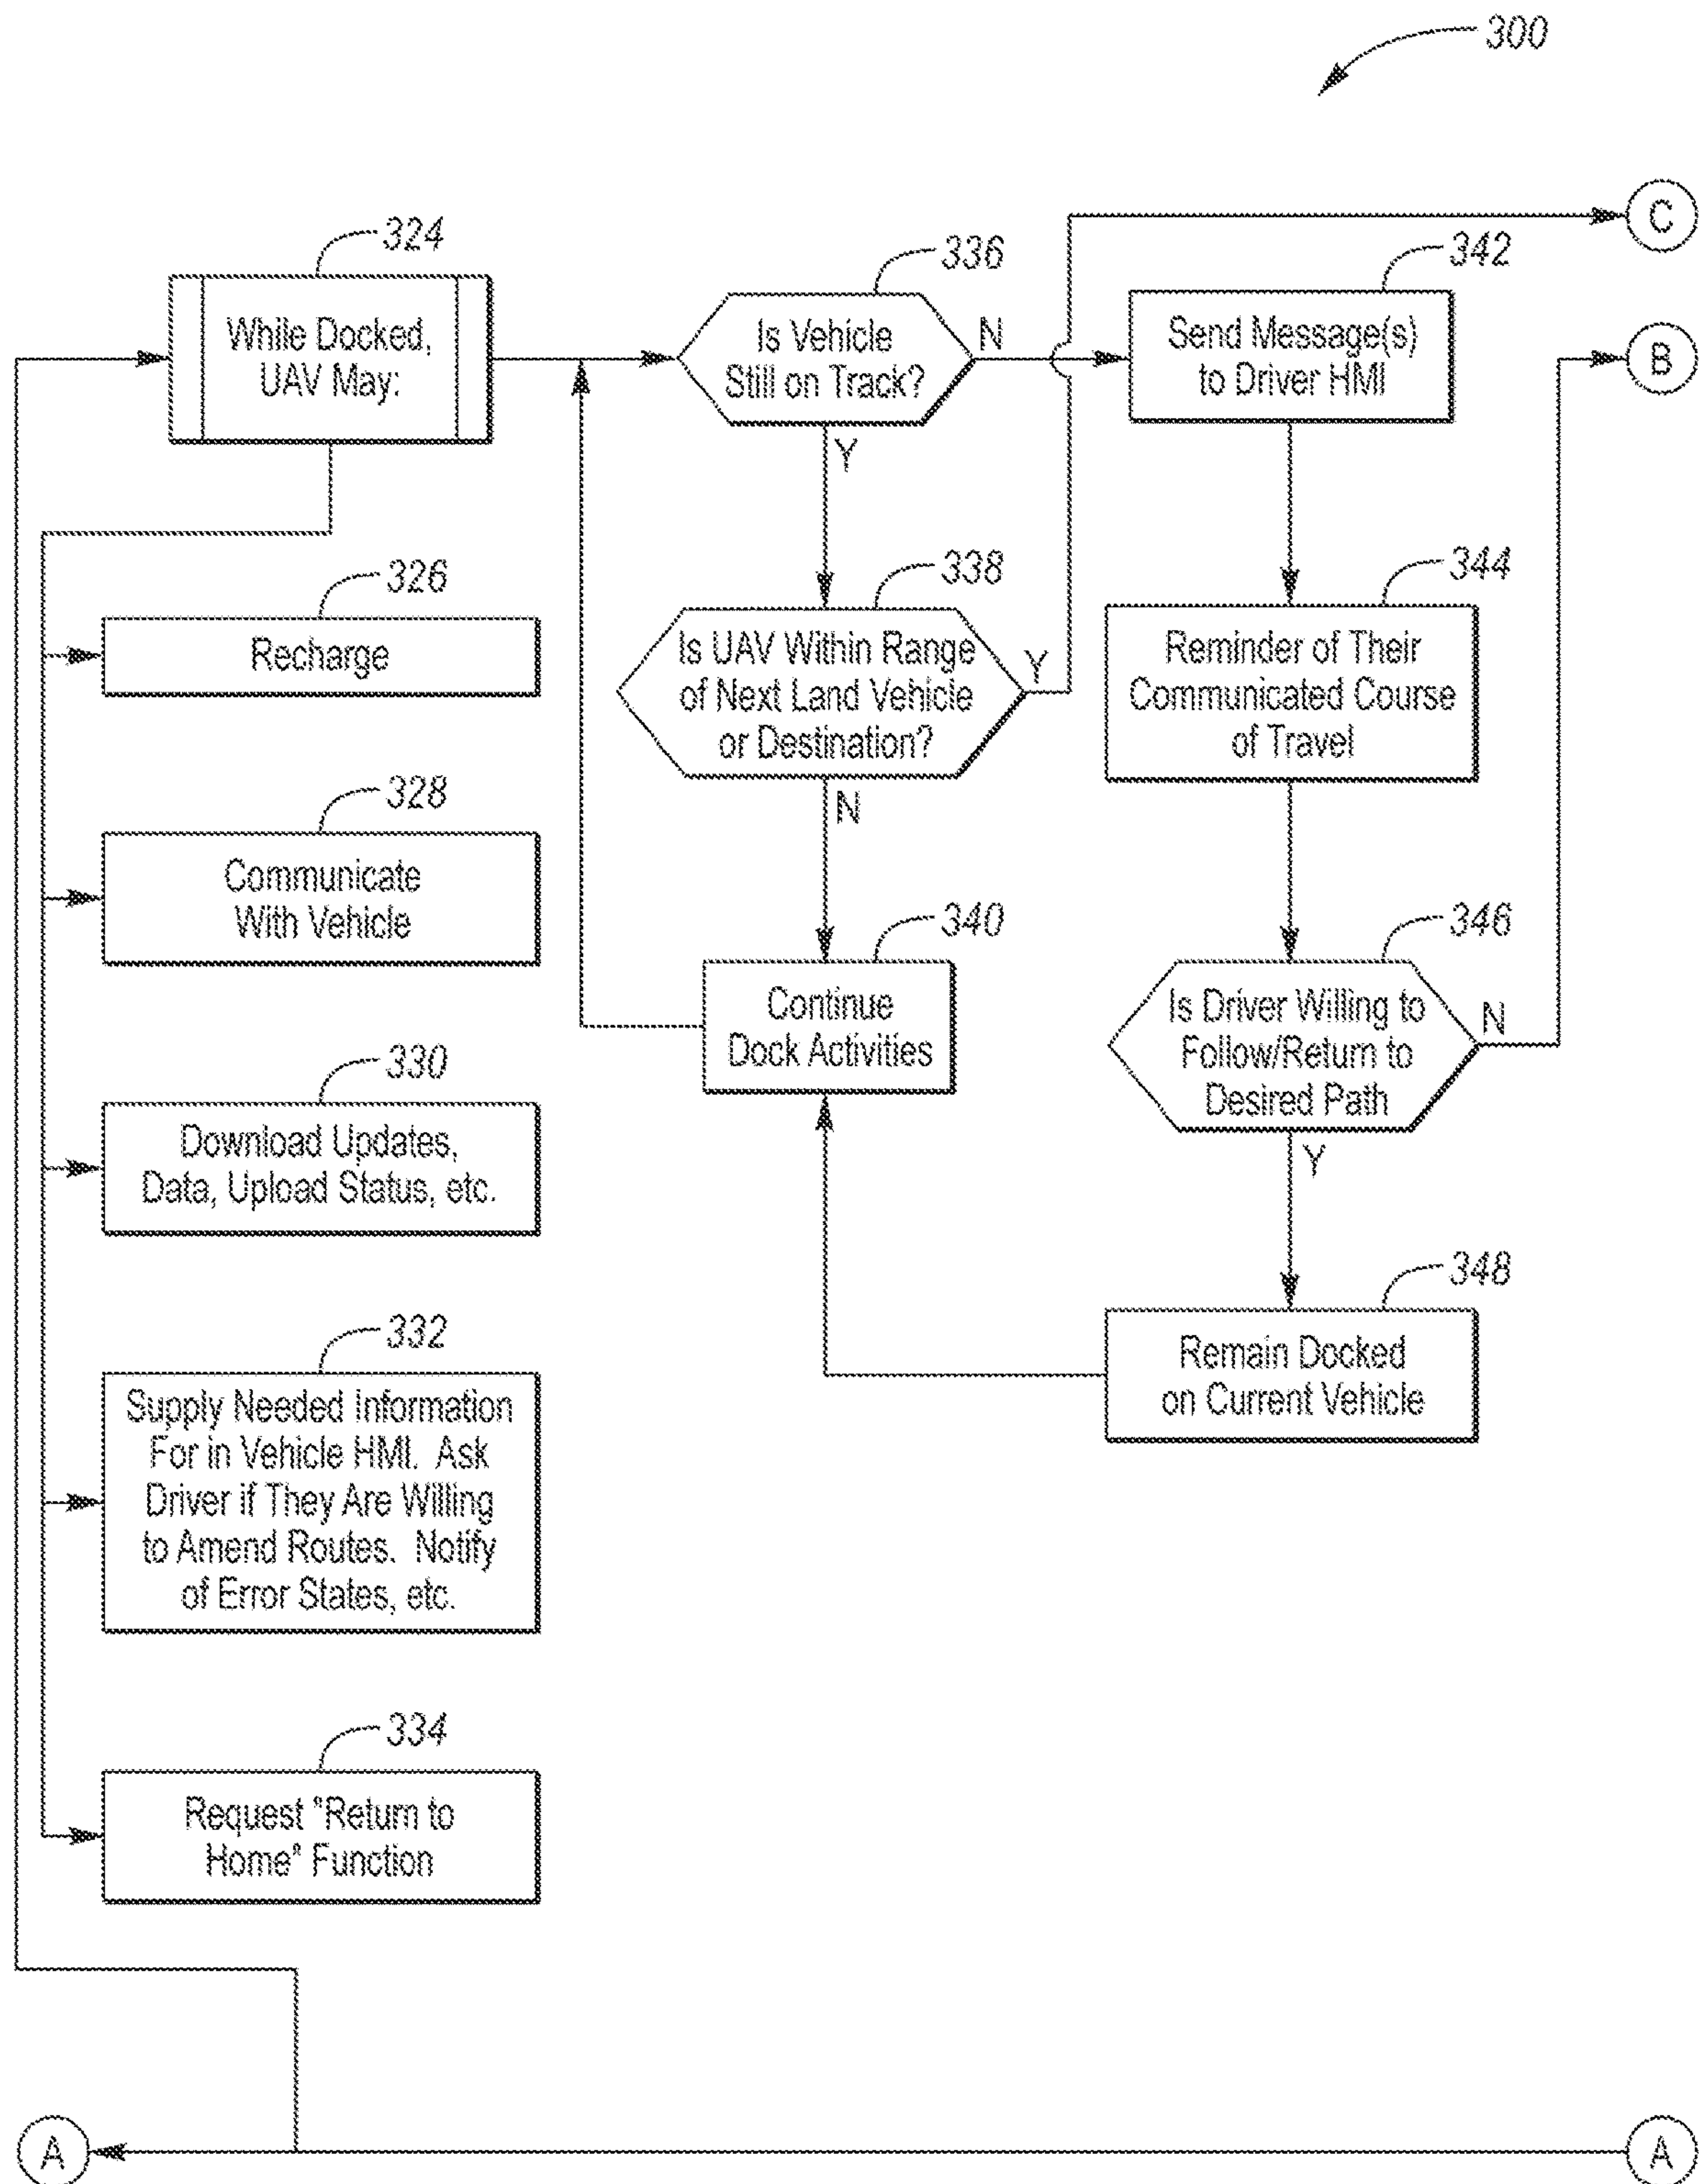 300
C
324
While Docked,
UAV May:
336
Is Vehicle
Still on Track?
N
Y
342
Send Message(s)
to Driver HMI
B
326
Recharge
338
Is UAV Within Range
of Next Land Vehicle
or Destination?
Y
N
344
Reminder of Their
Communicated Course
of Travel
328
Communicate
With Vehicle
340
Continue
Dock Activities
346
Is Driver Willing to
Follow/Return to
Desired Path
N
Y
330
Download Updates,
Data, Upload Status, etc.
348
Remain Docked
on Current Vehicle
332
Supply Needed Information
For in Vehicle HMI. Ask
Driver if They Are Willing
to Amend Routes. Notify
of Error States, etc.
334
Request "Return to
Home" Function
A
A